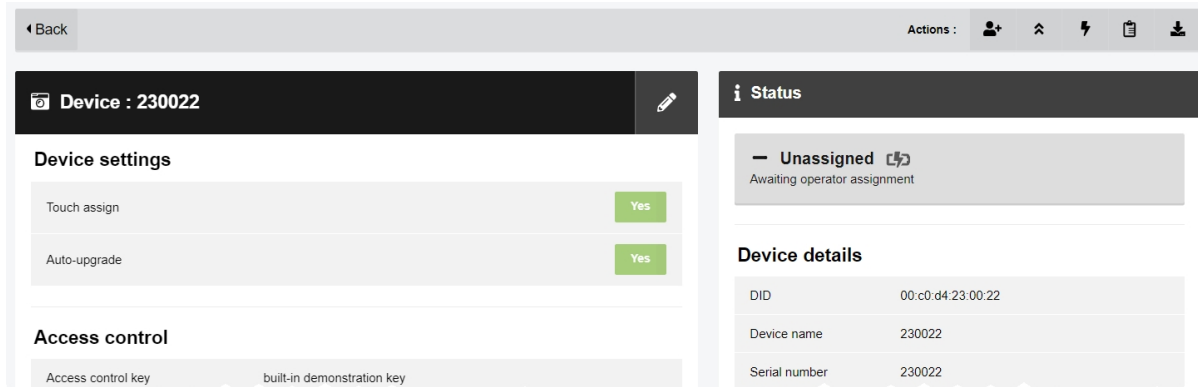 Back
Actions :
Device : 230022
Device settings
Touch assign Yes
Auto-upgrade Yes
Access control
Access control key built-in demonstration key
Status
Unassigned
Awaiting operator assignment
Device details
DID 00:c0:d4:23:00:22
Device name 230022
Serial number 230022